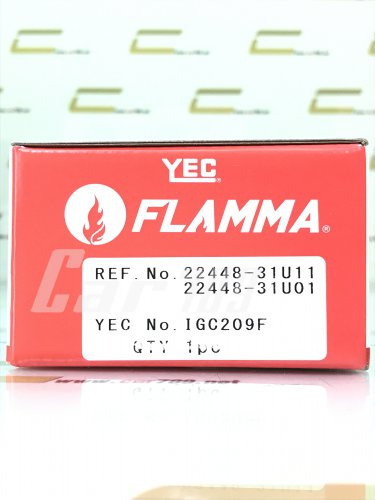 YEC
FLAMMA®
REF.No.22448-31U11
22448-31U01
YEC No.IGC209F
QTY 1pc